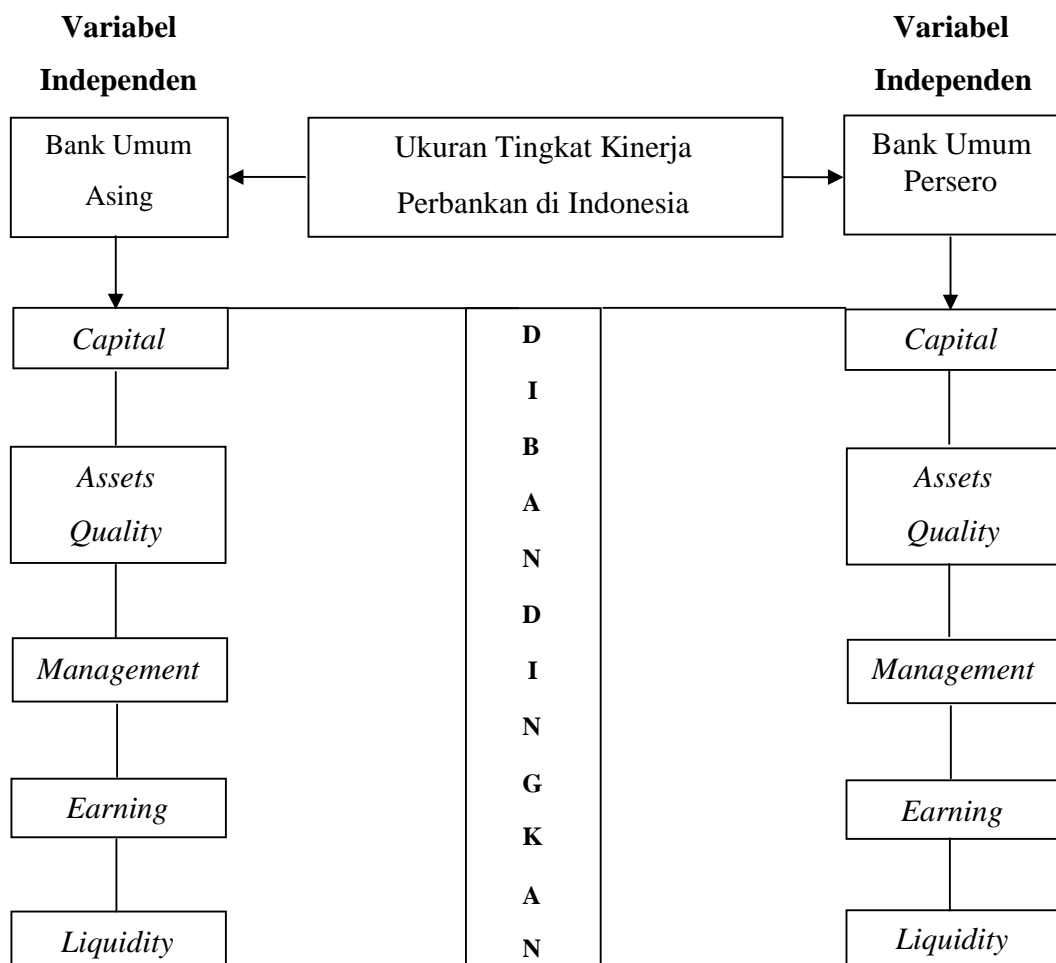 Variabel
Independen
Variabel
Independen
Bank Umum
Asing
Ukuran Tingkat Kinerja
Perbankan di Indonesia
Bank Umum
Persero
Capital
Assets
Quality
Management
Earning
Liquidity
D
I
B
A
N
D
I
N
G
K
A
N
Capital
Assets
Quality
Management
Earning
Liquidity